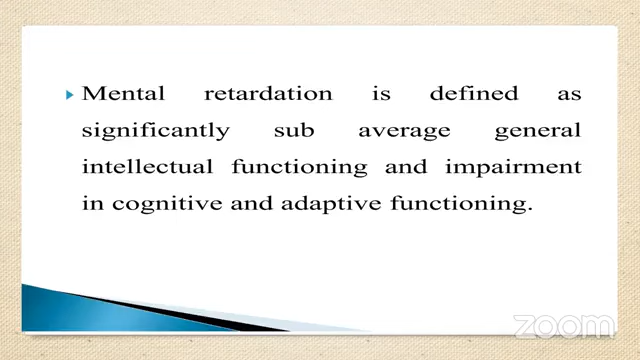 Mental retardation is defined as
significantly sub average general
intellectual functioning and impairment
in cognitive and adaptive functioning.
zoom